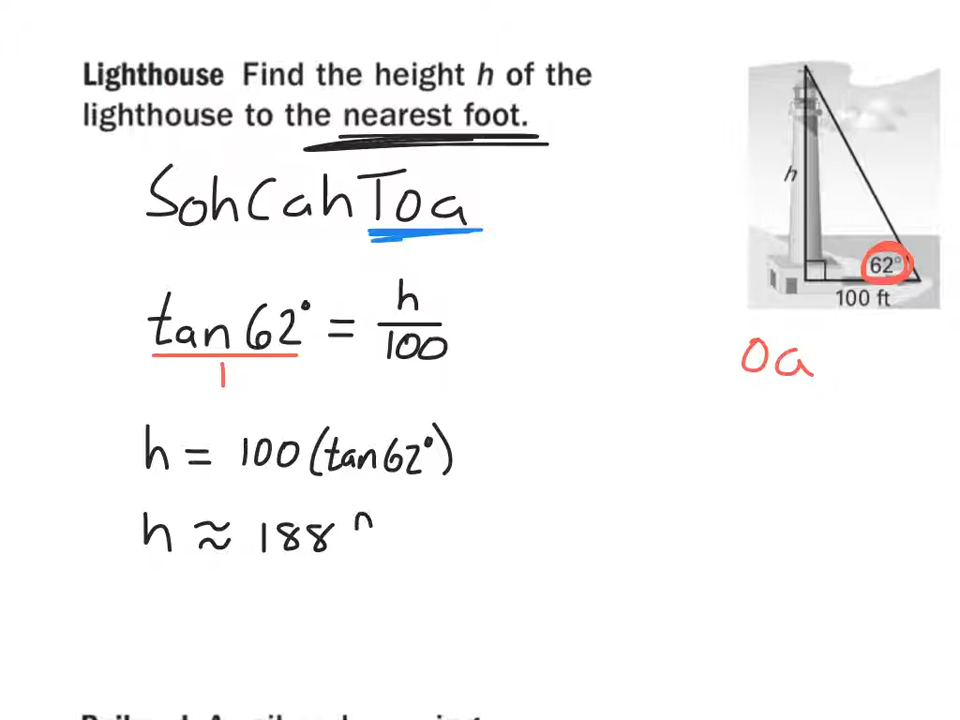 Lighthouse Find the height h of the
lighthouse to the nearest foot.
SohCahToa
tan 62° = h/100
1
h = 100 (tan 62°)
h ≈ 188 n
h
62°
100 ft
Oa